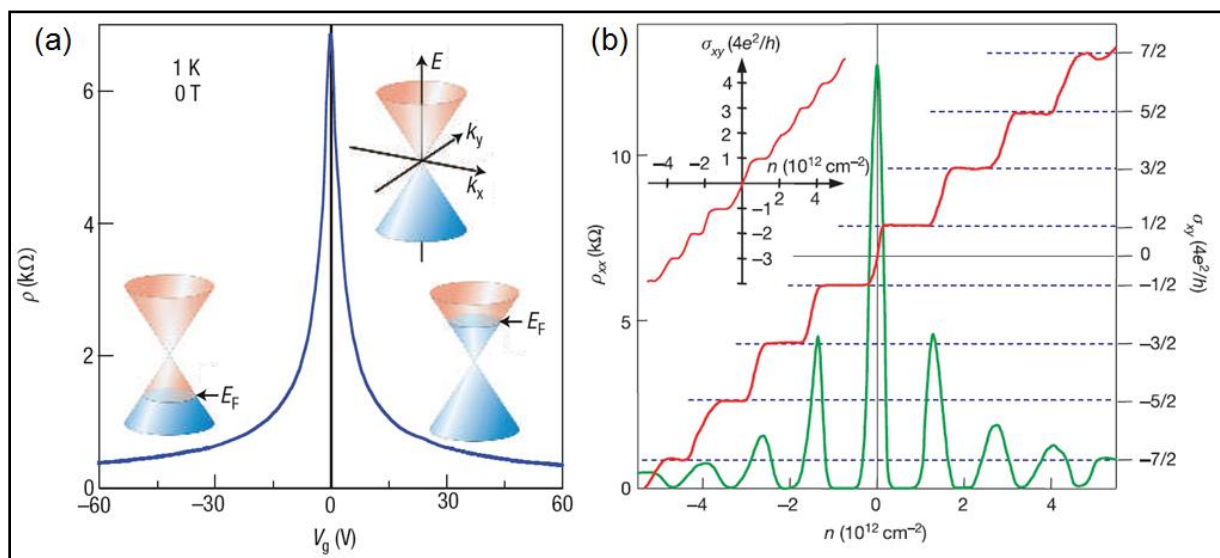 (a)
1 K
0 T
E
k_y
k_x
E_F
E_F
6
4
2
0
ρ (kΩ)
−60
−30
0
30
60
V_g (V)
(b)
σ_xy (4e²/h)
4
3
2
1
−1
−2
−3
−4
−2
2
4
n (10¹² cm⁻²)
10
5
0
ρ_xx (kΩ)
7/2
5/2
3/2
1/2
0
−1/2
−3/2
−5/2
−7/2
σ_xy (4e²/h)
−4
−2
0
2
4
n (10¹² cm⁻²)